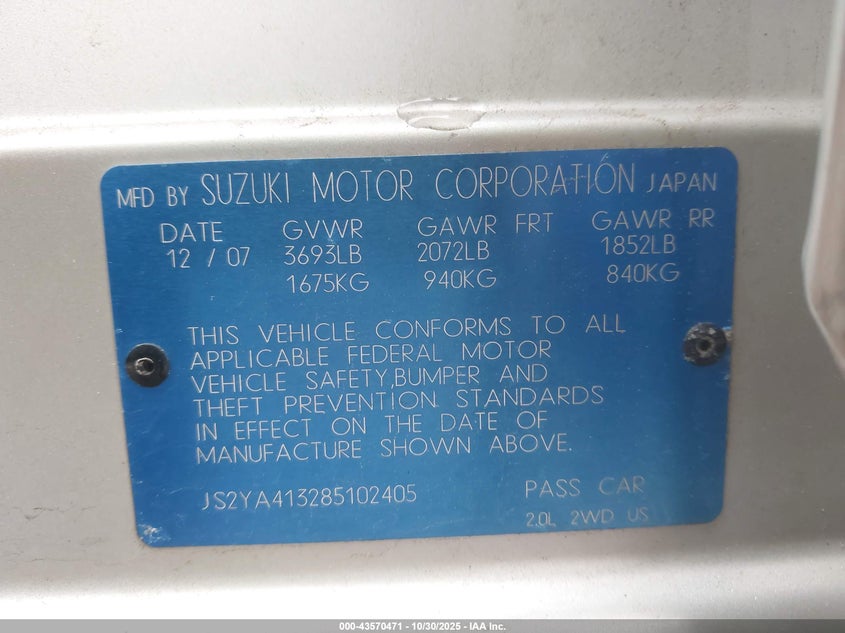 MFD BY SUZUKI MOTOR CORPORATION JAPAN
DATE GVWR GAWR FRT GAWR RR
12 / 07 3693LB 2072LB 1852LB
1675KG 940KG 840KG
THIS VEHICLE CONFORMS TO ALL
APPLICABLE FEDERAL MOTOR
VEHICLE SAFETY,BUMPER AND
THEFT PREVENTION STANDARDS
IN EFFECT ON THE DATE OF
MANUFACTURE SHOWN ABOVE.
JS2YA413285102405 PASS CAR
2.0L 2WD US
000-43570471 - 10/30/2025 - IAA Inc.